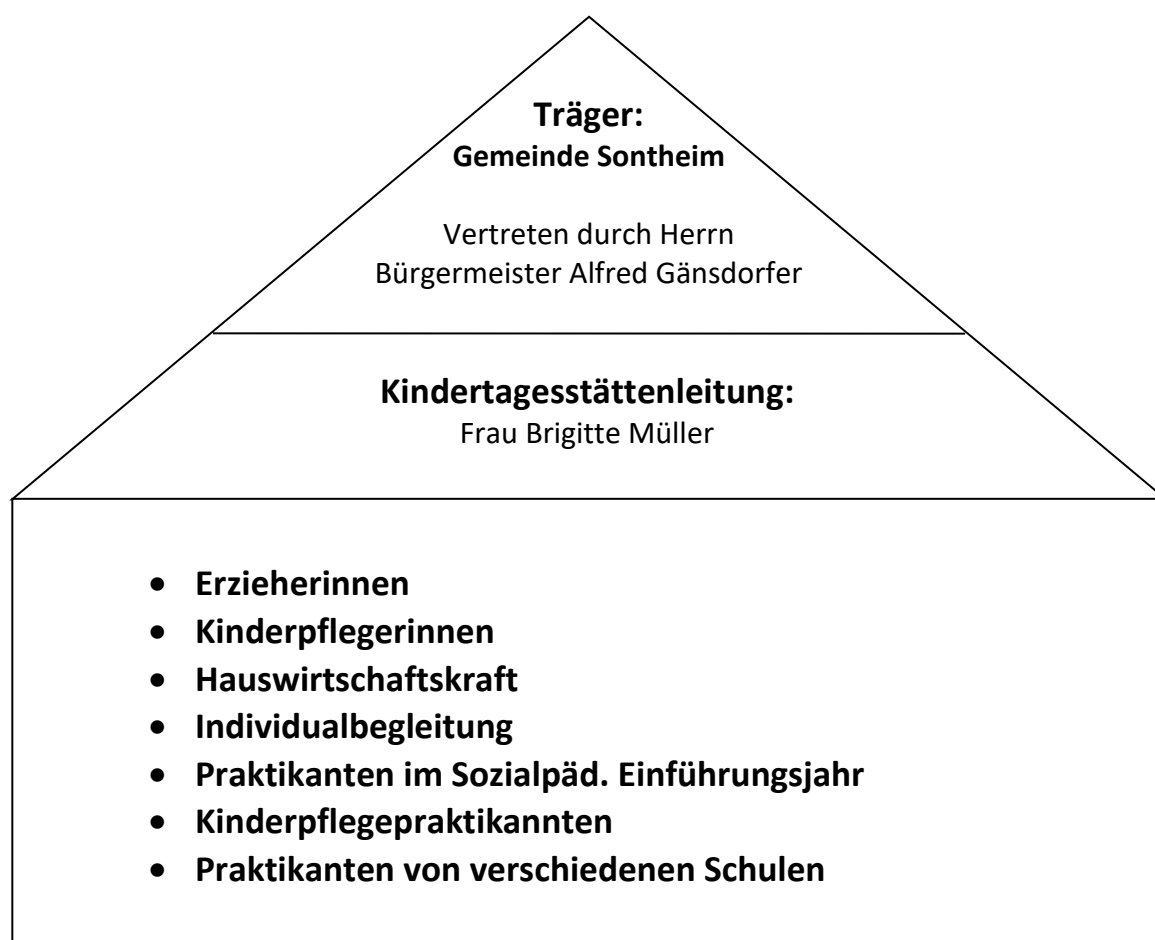 Träger:
Gemeinde Sontheim
Vertreten durch Herrn
Bürgermeister Alfred Gänsdorfer
Kindertagesstättenleitung:
Frau Brigitte Müller
• Erzieherinnen
• Kinderpflegerinnen
• Hauswirtschaftskraft
• Individualbegleitung
• Praktikanten im Sozialpäd. Einführungsjahr
• Kinderpflegepraktikannten
• Praktikanten von verschiedenen Schulen